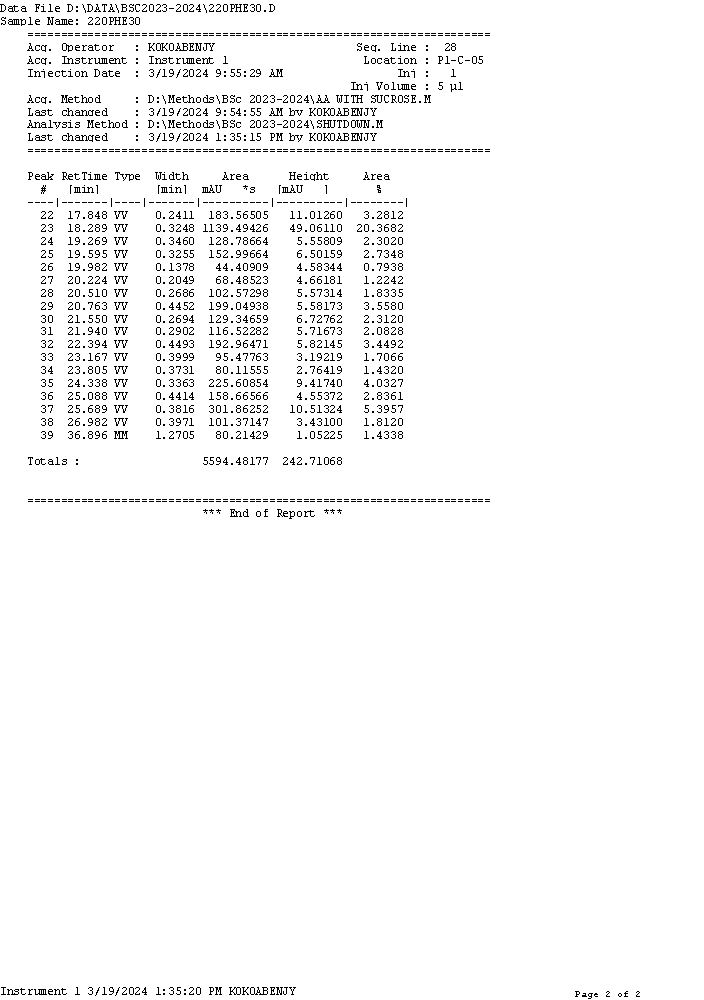 Data File D:\DATA\BSC2023-2024\220PHE30.D
Sample Name: 220PHE30
=====================================================================
Acq. Operator   : KOKOABENJY                     Seq. Line :  28
Acq. Instrument : Instrument 1                    Location : P1-C-05
Injection Date  : 3/19/2024 9:55:29 AM                 Inj :   1
Inj Volume : 5 µl
Acq. Method     : D:\Methods\BSc 2023-2024\AA WITH SUCROSE.M
Last changed    : 3/19/2024 9:54:55 AM by KOKOABENJY
Analysis Method : D:\Methods\BSc 2023-2024\SHUTDOWN.M
Last changed    : 3/19/2024 1:35:15 PM by KOKOABENJY
=====================================================================
Peak RetTime Type  Width     Area      Height     Area
  #   [min]        [min]  mAU   *s   [mAU   ]       %
----|-------|----|-------|----------|----------|--------|
  22  17.848 VV    0.2411  183.56505   11.01260   3.2812
  23  18.289 VV    0.3248 1139.49426   49.06110  20.3682
  24  19.269 VV    0.3460  128.78664    5.55809   2.3020
  25  19.595 VV    0.3255  152.99664    6.50159   2.7348
  26  19.982 VV    0.1378   44.40909    4.58344   0.7938
  27  20.224 VV    0.2049   68.48523    4.66181   1.2242
  28  20.510 VV    0.2686  102.57298    5.57314   1.8335
  29  20.763 VV    0.4452  199.04938    5.58173   3.5580
  30  21.550 VV    0.2694  129.34659    6.72762   2.3120
  31  21.940 VV    0.2902  116.52282    5.71673   2.0828
  32  22.394 VV    0.4493  192.96471    5.82145   3.4492
  33  23.167 VV    0.3999   95.47763    3.19219   1.7066
  34  23.805 VV    0.3731   80.11555    2.76419   1.4320
  35  24.338 VV    0.3363  225.60854    9.41740   4.0327
  36  25.088 VV    0.4414  158.66566    4.55372   2.8361
  37  25.689 VV    0.3816  301.86252   10.51324   5.3957
  38  26.982 VV    0.3971  101.37147    3.43100   1.8120
  39  36.896 MM    1.2705   80.21429    1.05225   1.4338
Totals :                  5594.48177  242.71068
=====================================================================
*** End of Report ***
Instrument 1 3/19/2024 1:35:20 PM KOKOABENJY
Page 2 of 2